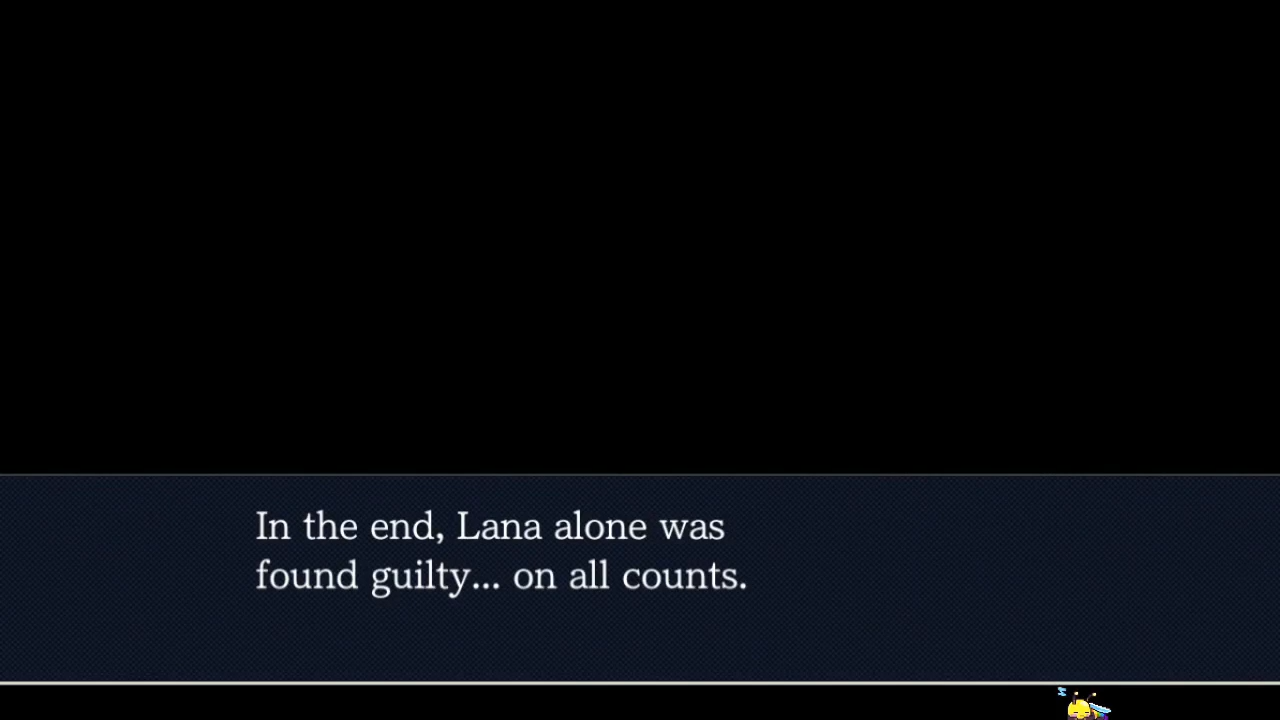 In the end, Lana alone was
found guilty... on all counts.